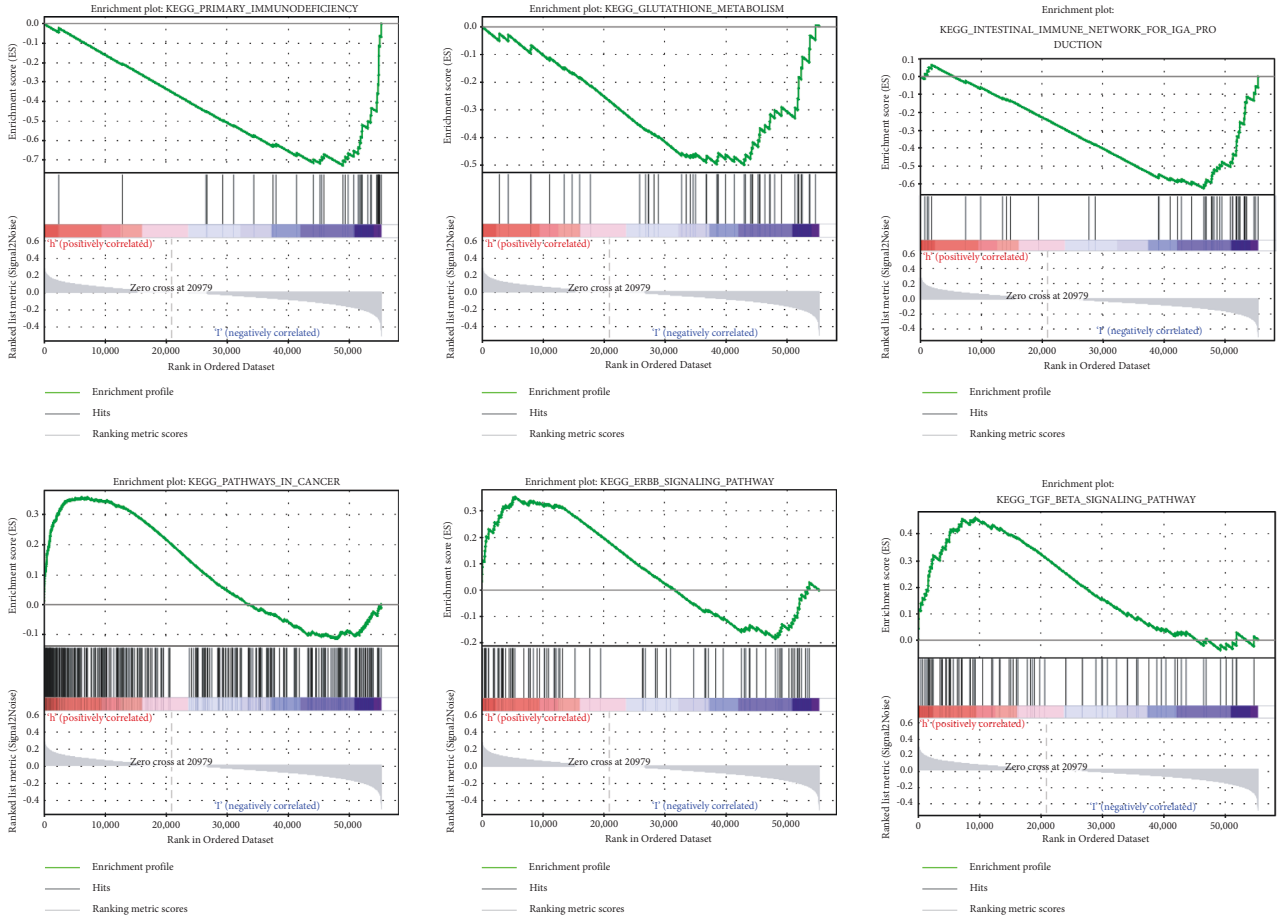 Enrichment plot: KEGG_PRIMARY_IMMUNODEFICIENCY
Enrichment score (ES)
0.0
-0.1
-0.2
-0.3
-0.4
-0.5
-0.6
-0.7
Ranked list metric (Signal2Noise)
0.6
0.4
0.2
0.0
-0.2
-0.4
"h" (positively correlated)
Zero cross at 20979
"l" (negatively correlated)
0 10,000 20,000 30,000 40,000 50,000
Rank in Ordered Dataset
Enrichment profile
Hits
Ranking metric scores
Enrichment plot: KEGG_GLUTATHIONE_METABOLISM
Enrichment score (ES)
0.0
-0.1
-0.2
-0.3
-0.4
-0.5
Ranked list metric (Signal2Noise)
0.6
0.4
0.2
0.0
-0.2
-0.4
"h" (positively correlated)
Zero cross at 20979
"l" (negatively correlated)
0 10,000 20,000 30,000 40,000 50,000
Rank in Ordered Dataset
Enrichment profile
Hits
Ranking metric scores
Enrichment plot:
KEGG_INTESTINAL_IMMUNE_NETWORK_FOR_IGA_PRO
DUCTION
Enrichment score (ES)
0.1
0.0
-0.1
-0.2
-0.3
-0.4
-0.5
-0.6
Ranked list metric (Signal2Noise)
0.6
0.4
0.2
0.0
-0.2
-0.4
"h" (positively correlated)
Zero cross at 20979
"l" (negatively correlated)
0 10,000 20,000 30,000 40,000 50,000
Rank in Ordered Dataset
Enrichment profile
Hits
Ranking metric scores
Enrichment plot: KEGG_PATHWAYS_IN_CANCER
Enrichment score (ES)
0.3
0.2
0.1
0.0
-0.1
Ranked list metric (Signal2Noise)
0.6
0.4
0.2
0.0
-0.2
-0.4
"h" (positively correlated)
Zero cross at 20979
"l" (negatively correlated)
0 10,000 20,000 30,000 40,000 50,000
Rank in Ordered Dataset
Enrichment profile
Hits
Ranking metric scores
Enrichment plot: KEGG_ERBB_SIGNALING_PATHWAY
Enrichment score (ES)
0.3
0.2
0.1
0.0
-0.1
-0.2
Ranked list metric (Signal2Noise)
0.6
0.4
0.2
0.0
-0.2
-0.4
"h" (positively correlated)
Zero cross at 20979
"l" (negatively correlated)
0 10,000 20,000 30,000 40,000 50,000
Rank in Ordered Dataset
Enrichment profile
Hits
Ranking metric scores
Enrichment plot:
KEGG_TGF_BETA_SIGNALING_PATHWAY
Enrichment score (ES)
0.4
0.3
0.2
0.1
0.0
Ranked list metric (Signal2Noise)
0.6
0.4
0.2
0.0
-0.2
-0.4
"h" (positively correlated)
Zero cross at 20979
"l" (negatively correlated)
0 10,000 20,000 30,000 40,000 50,000
Rank in Ordered Dataset
Enrichment profile
Hits
Ranking metric scores